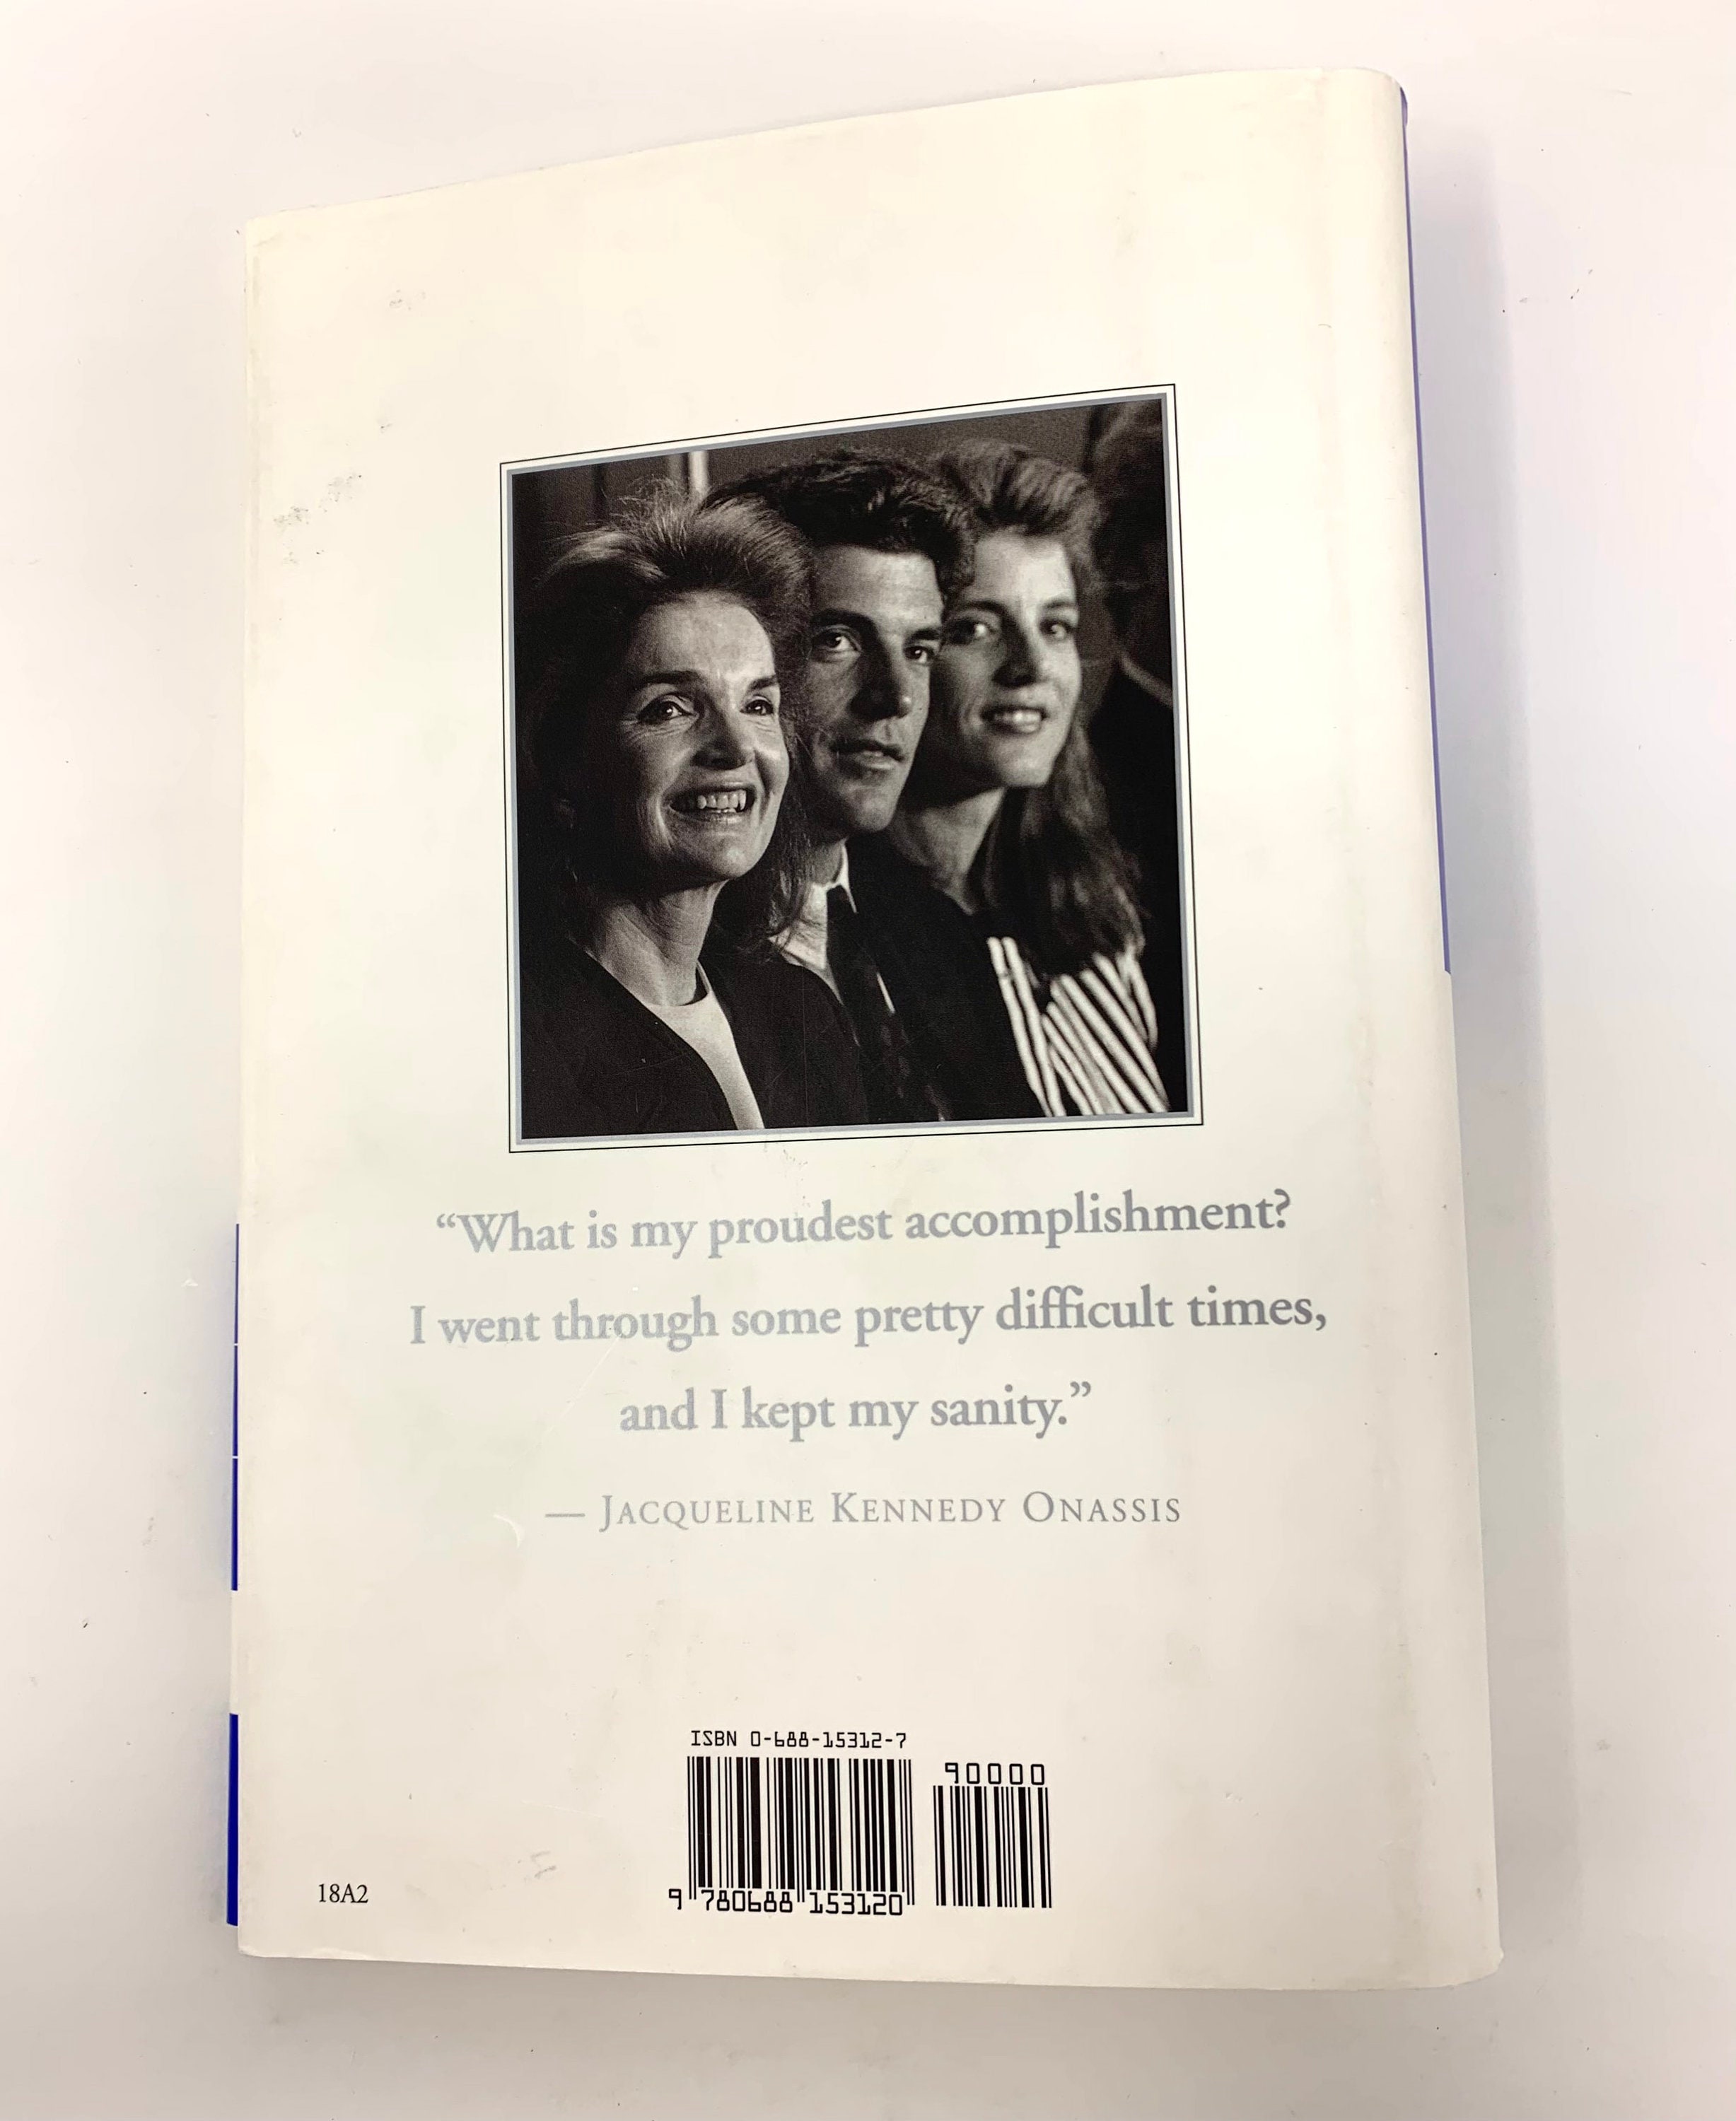 “What is my proudest accomplishment?
I went through some pretty difficult times,
and I kept my sanity.”
— JACQUELINE KENNEDY ONASSIS
ISBN 0-688-15312-7
90000
9 780688 153120
18A2